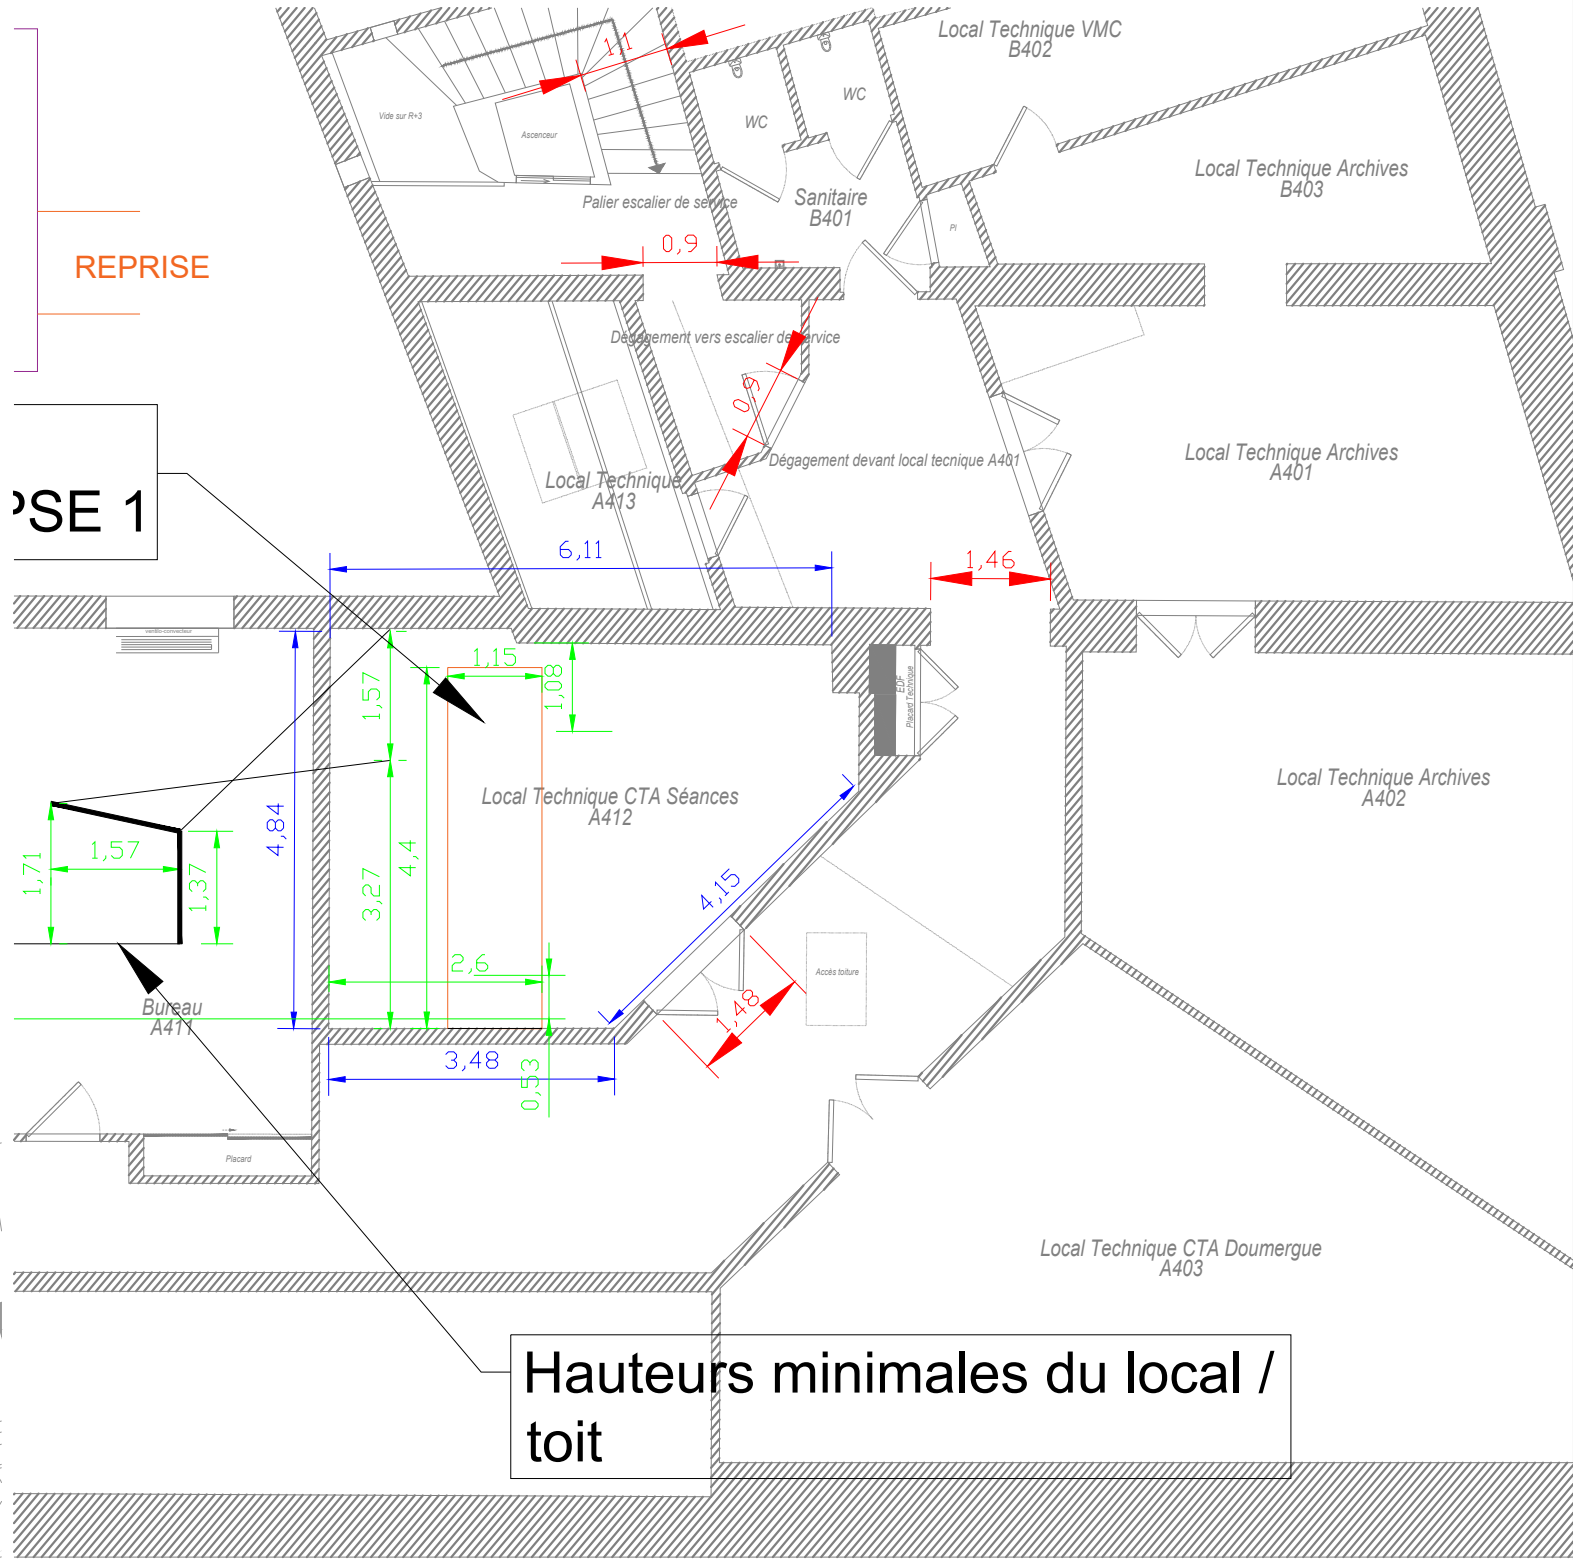 Local Technique VMC
B402
1,1
Vide sur R+3
Ascenceur
WC
WC
Local Technique Archives
B403
Palier escalier de service
Sanitaire
B401
Pl
0,9
REPRISE
Dégagement vers escalier de service
0,9
Dégagement devant local tecnique A401
Local Technique Archives
A401
Local Technique
A413
PSE 1
6,11
1,46
ventilo-convecteur
1,15
1,08
1,57
EDF
Placard Technique
Local Technique Archives
A402
Local Technique CTA Séances
A412
4,84
4,4
3,27
1,71
1,57
1,37
4,15
2,6
Accès toiture
1,48
Bureau
A411
3,48
0,53
Placard
Local Technique CTA Doumergue
A403
Hauteurs minimales du local /
toit